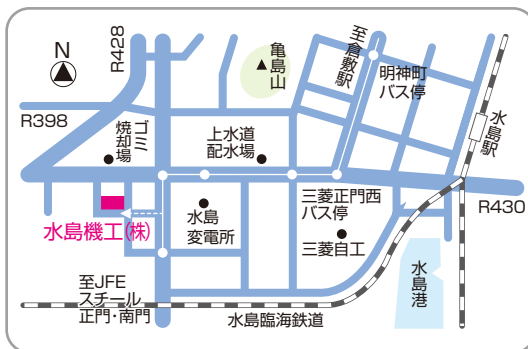 N
R428
R398
亀島山
至倉敷駅
明神町
バス停
水島駅
ゴミ
焼却場
上水道
配水場
水島機工(株)
水島
変電所
三菱正門西
バス停
三菱自工
R430
水島港
至JFE
スチール
正門・南門
水島臨海鉄道